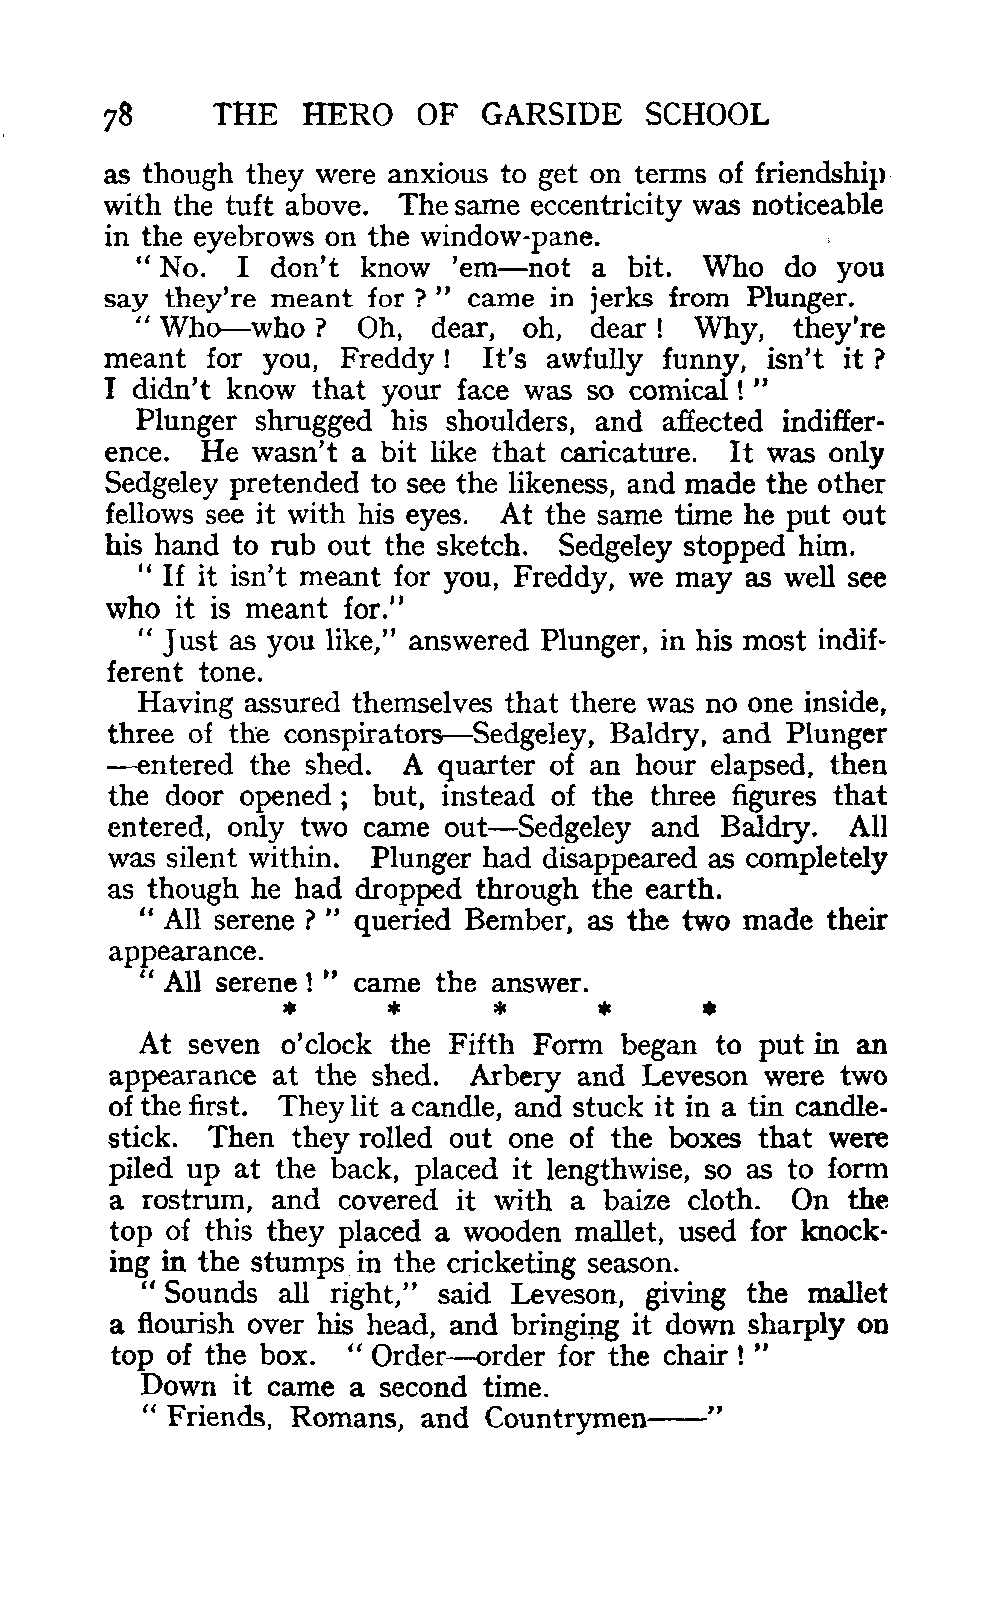 78 THE HERO OF GARSIDE SCHOOL
as though they were anxious to get on terms of friendship
with the tuft above. The same eccentricity was noticeable
in the eyebrows on the window-pane.
“ No. I don’t know ’em—not a bit. Who do you
say they’re meant for ? ” came in jerks from Plunger.
“ Who—who ? Oh, dear, oh, dear ! Why, they’re
meant for you, Freddy ! It’s awfully funny, isn’t it ?
I didn’t know that your face was so comical ! ”
Plunger shrugged his shoulders, and affected indiffer-
ence. He wasn’t a bit like that caricature. It was only
Sedgeley pretended to see the likeness, and made the other
fellows see it with his eyes. At the same time he put out
his hand to rub out the sketch. Sedgeley stopped him.
“ If it isn’t meant for you, Freddy, we may as well see
who it is meant for.”
“ Just as you like,” answered Plunger, in his most indif-
ferent tone.
Having assured themselves that there was no one inside,
three of the conspirators—Sedgeley, Baldry, and Plunger
—entered the shed. A quarter of an hour elapsed, then
the door opened ; but, instead of the three figures that
entered, only two came out—Sedgeley and Baldry. All
was silent within. Plunger had disappeared as completely
as though he had dropped through the earth.
“ All serene ? ” queried Bember, as the two made their
appearance.
“ All serene ! ” came the answer.
* * * * *
At seven o’clock the Fifth Form began to put in an
appearance at the shed. Arbery and Leveson were two
of the first. They lit a candle, and stuck it in a tin candle-
stick. Then they rolled out one of the boxes that were
piled up at the back, placed it lengthwise, so as to form
a rostrum, and covered it with a baize cloth. On the
top of this they placed a wooden mallet, used for knock-
ing in the stumps in the cricketing season.
“ Sounds all right,” said Leveson, giving the mallet
a flourish over his head, and bringing it down sharply on
top of the box. “ Order—order for the chair ! ”
Down it came a second time.
“ Friends, Romans, and Countrymen——”